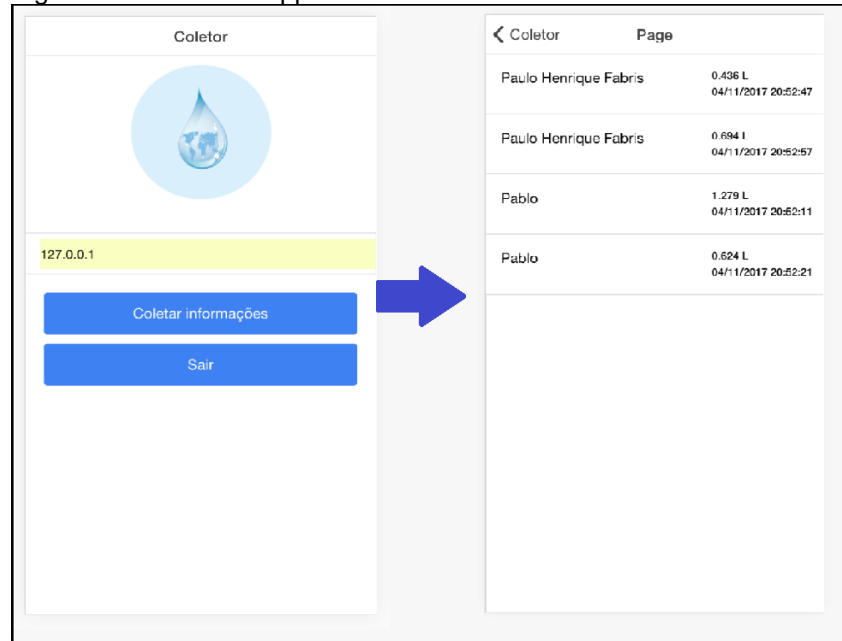 Coletor
127.0.0.1
Coletar informações
Sair
Coletor Page
Paulo Henrique Fabris 0.436 L
04/11/2017 20:52:47
Paulo Henrique Fabris 0.694 L
04/11/2017 20:52:57
Pablo 1.279 L
04/11/2017 20:52:11
Pablo 0.624 L
04/11/2017 20:52:21